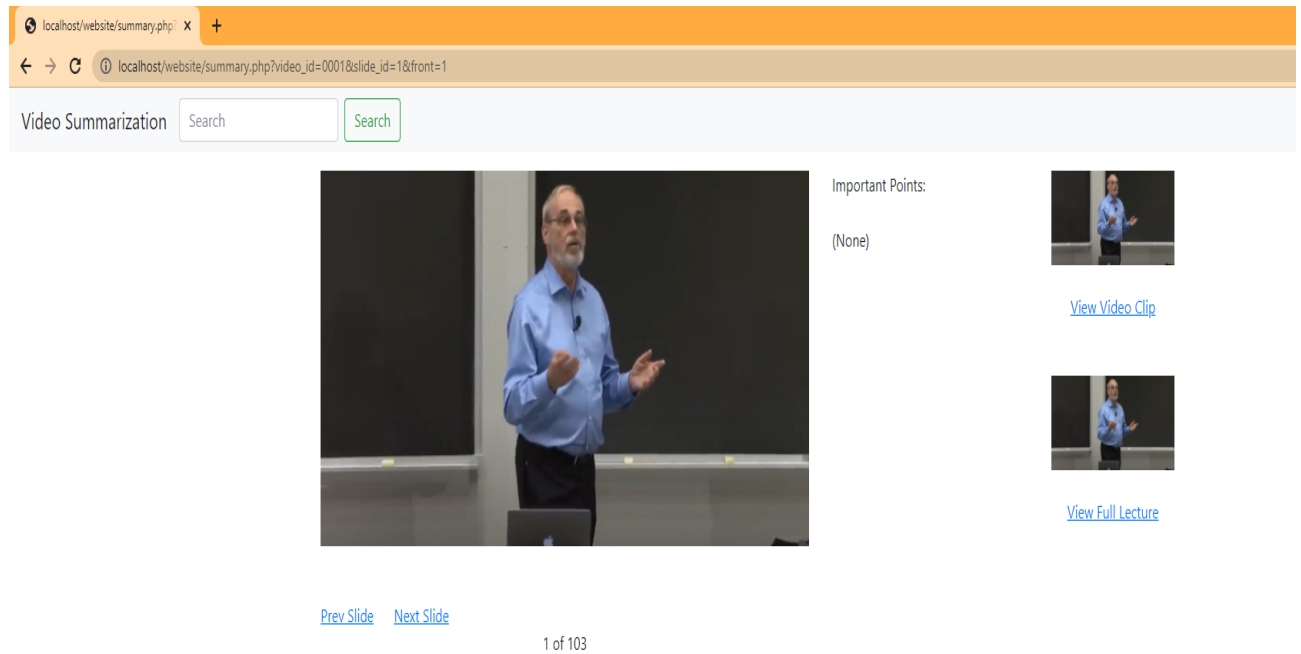 localhost/website/summary.php?
localhost/website/summary.php?video_id=0001&slide_id=1&front=1
Video Summarization Search Search
Important Points:
(None)
View Video Clip
View Full Lecture
Prev Slide Next Slide
1 of 103